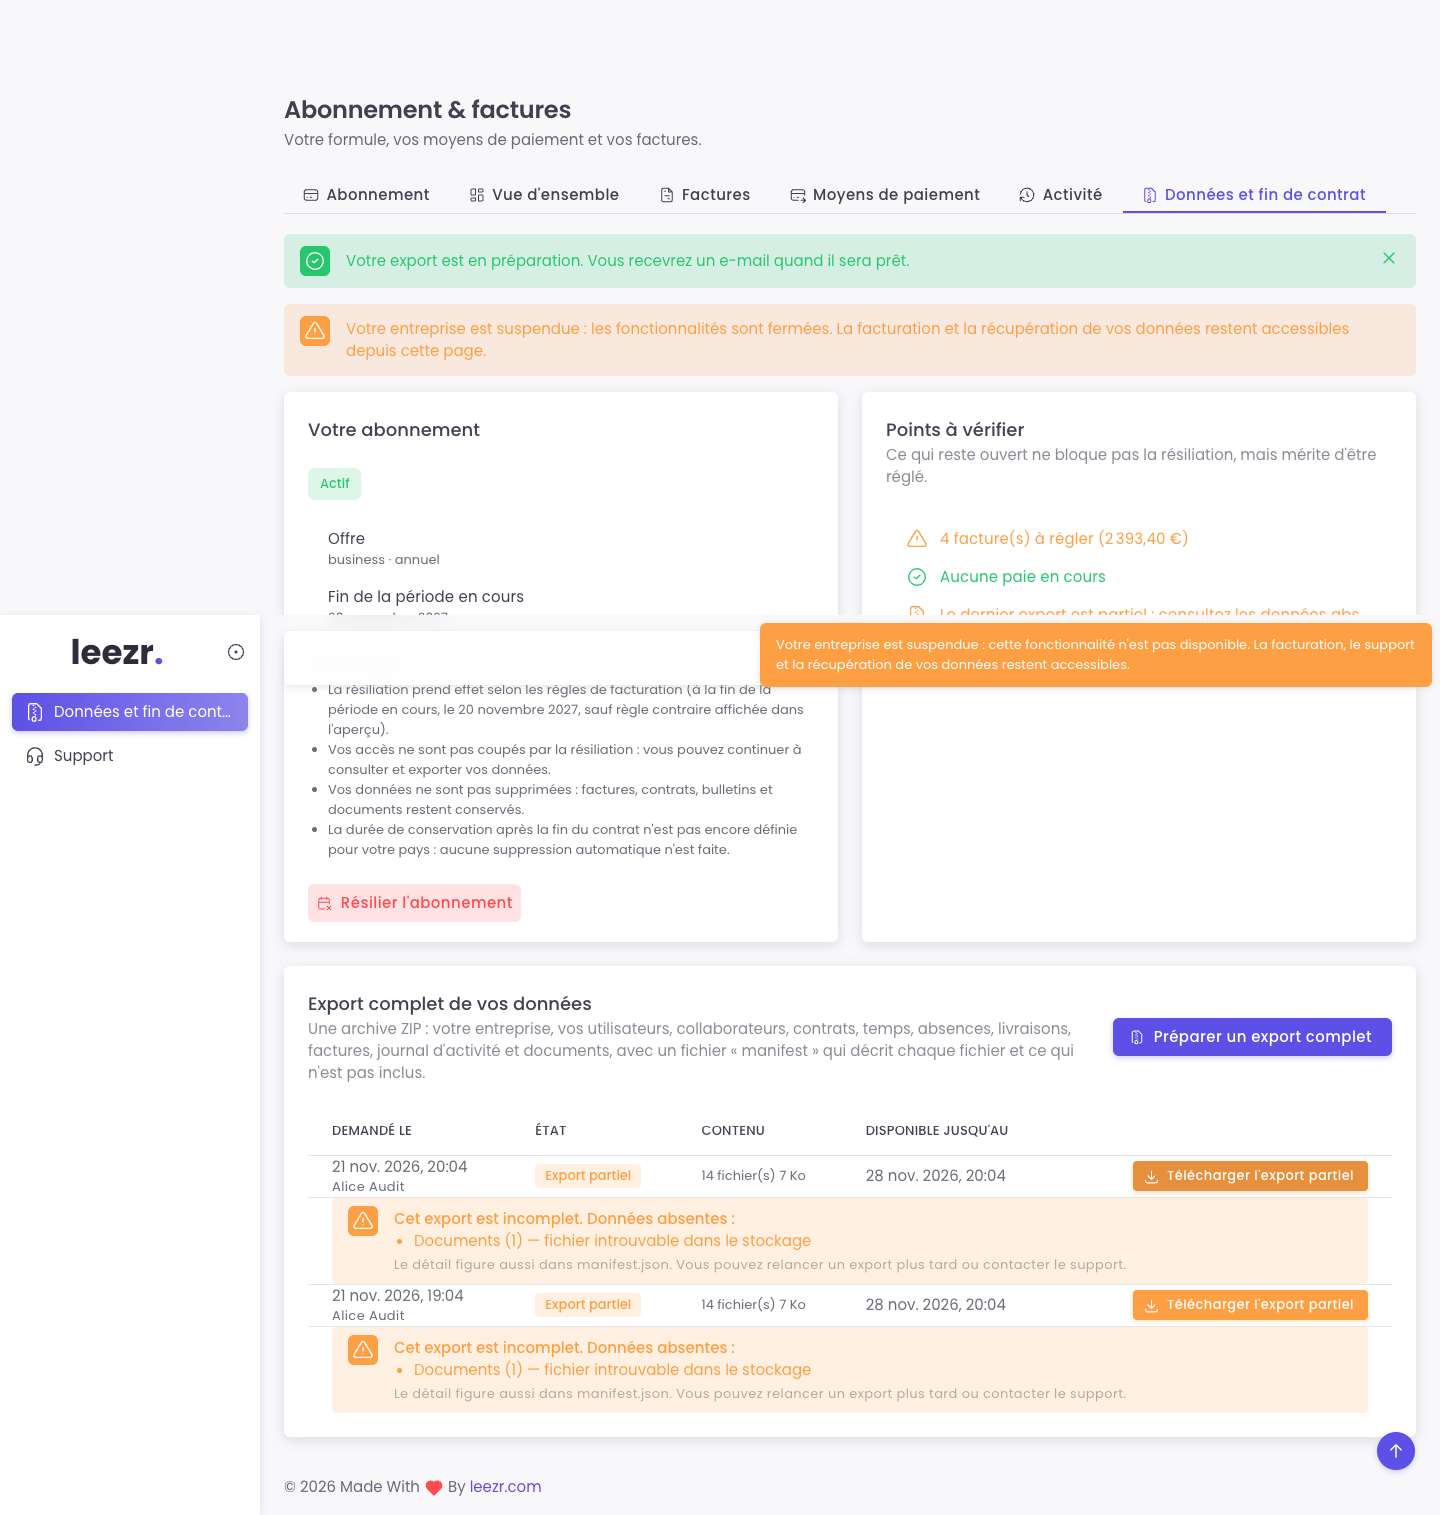 Abonnement & factures
Votre formule, vos moyens de paiement et vos factures.
Abonnement
Vue d'ensemble
Factures
Moyens de paiement
Activité
Données et fin de contrat
Votre export est en préparation. Vous recevrez un e-mail quand il sera prêt.
Votre entreprise est suspendue : les fonctionnalités sont fermées. La facturation et la récupération de vos données restent accessibles
depuis cette page.
Votre abonnement
Actif
Offre
business · annuel
Fin de la période en cours
Points à vérifier
Ce qui reste ouvert ne bloque pas la résiliation, mais mérite d'être
réglé.
4 facture(s) à régler (2 393,40 €)
Aucune paie en cours
Le dernier export est partiel : consultez les données abs
leezr.
Données et fin de cont...
Support
Votre entreprise est suspendue : cette fonctionnalité n'est pas disponible. La facturation, le support
et la récupération de vos données restent accessibles.
La résiliation prend effet selon les règles de facturation (à la fin de la
période en cours, le 20 novembre 2027, sauf règle contraire affichée dans
l'aperçu).
Vos accès ne sont pas coupés par la résiliation : vous pouvez continuer à
consulter et exporter vos données.
Vos données ne sont pas supprimées : factures, contrats, bulletins et
documents restent conservés.
La durée de conservation après la fin du contrat n'est pas encore définie
pour votre pays : aucune suppression automatique n'est faite.
Résilier l'abonnement
Export complet de vos données
Une archive ZIP : votre entreprise, vos utilisateurs, collaborateurs, contrats, temps, absences, livraisons,
factures, journal d'activité et documents, avec un fichier « manifest » qui décrit chaque fichier et ce qui
n'est pas inclus.
Préparer un export complet
DEMANDÉ LE
ÉTAT
CONTENU
DISPONIBLE JUSQU'AU
21 nov. 2026, 20:04
Alice Audit
Export partiel
14 fichier(s) 7 Ko
28 nov. 2026, 20:04
Télécharger l'export partiel
Cet export est incomplet. Données absentes :
Documents (1) — fichier introuvable dans le stockage
Le détail figure aussi dans manifest.json. Vous pouvez relancer un export plus tard ou contacter le support.
21 nov. 2026, 19:04
Alice Audit
Export partiel
14 fichier(s) 7 Ko
28 nov. 2026, 20:04
Télécharger l'export partiel
Cet export est incomplet. Données absentes :
Documents (1) — fichier introuvable dans le stockage
Le détail figure aussi dans manifest.json. Vous pouvez relancer un export plus tard ou contacter le support.
© 2026 Made With
By leezr.com